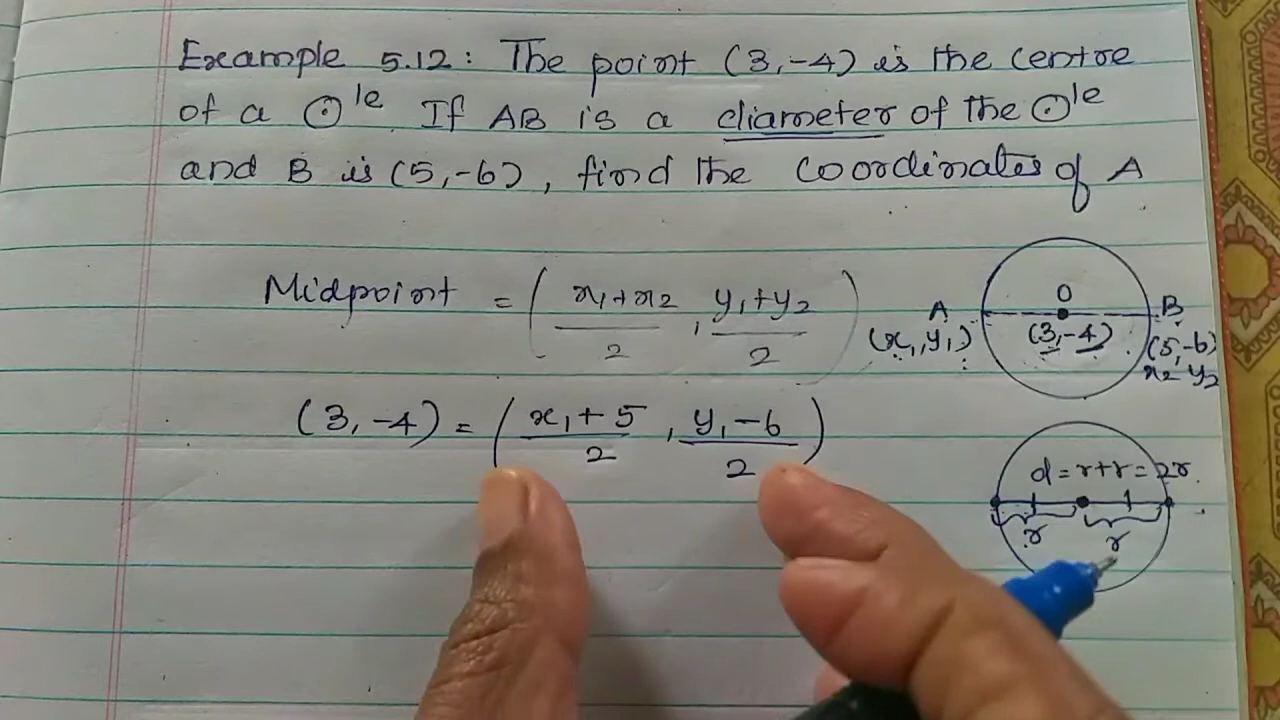 Example 5.12: The point (3,-4) is the centre
of a ⊙le If AB is a diameter of the ⊙le
and B is (5,-6), find the coordinates of A
Midpoint = ( x1+x2 / 2 , y1+y2 / 2 )
(3,-4) = ( x1+5 / 2 , y1-6 / 2 )
O
A B
(x1,y1) (3,-4) (5,-6)
x2 y2
d=r+r=2r
r r